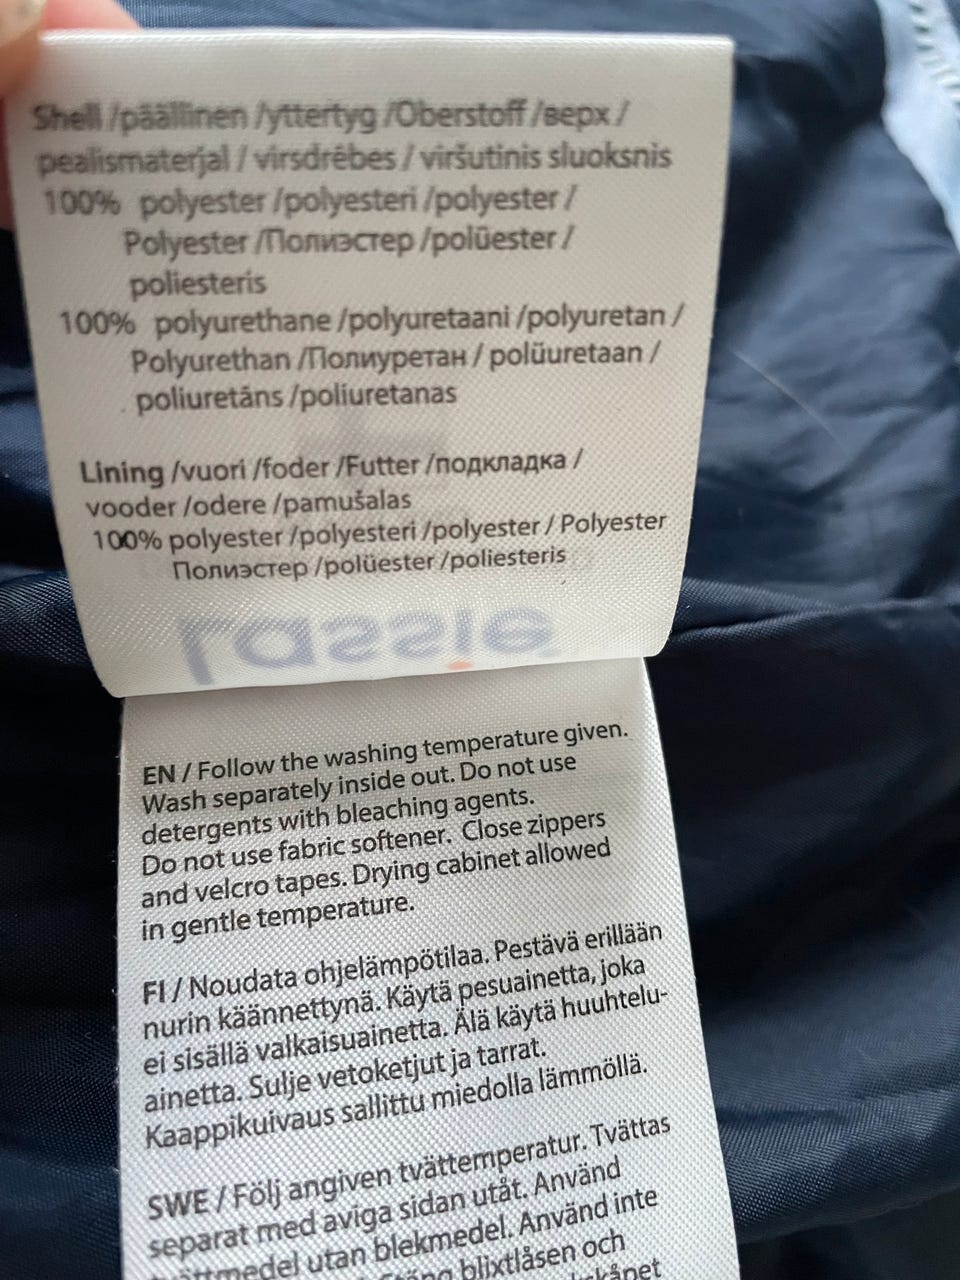 Shell /päällinen /yttertyg /Oberstoff /верх /
pealismaterjal / virsdrēbes / viršutinis sluoksnis
100% polyester /polyesteri /polyester /
Polyester /Полиэстер /polüester /
poliesteris
100% polyurethane /polyuretaani /polyuretan /
Polyurethan /Полиуретан / polüuretaan /
poliuretāns /poliuretanas
Lining /vuori /foder /Futter /подкладка /
vooder /odere /pamušalas
100% polyester /polyesteri /polyester / Polyester
Полиэстер /polüester /poliesteris
Lassie
EN / Follow the washing temperature given.
Wash separately inside out. Do not use
detergents with bleaching agents.
Do not use fabric softener. Close zippers
and velcro tapes. Drying cabinet allowed
in gentle temperature.
FI / Noudata ohjelämpötilaa. Pestävä erillään
nurin käännettynä. Käytä pesuainetta, joka
ei sisällä valkaisuainetta. Älä käytä huuhtelu-
ainetta. Sulje vetoketjut ja tarrat.
Kaappikuivaus sallittu miedolla lämmöllä.
SWE / Följ angiven tvättemperatur. Tvättas
separat med aviga sidan utåt. Använd
tvättmedel utan blekmedel. Använd inte
Stäng blixtlåsen och